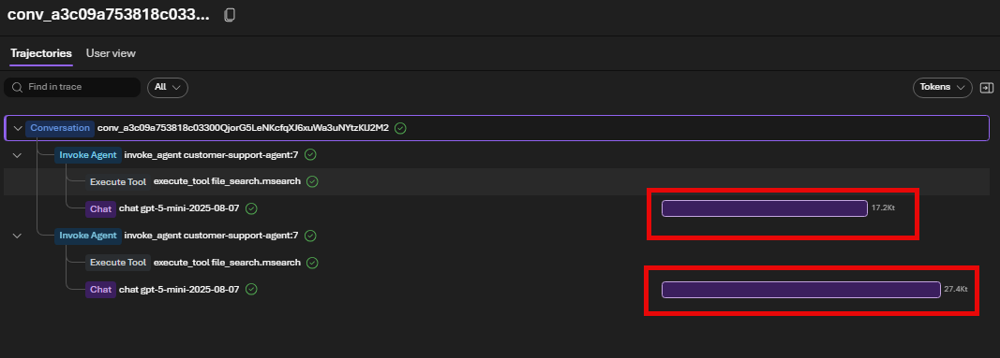 conv_a3c09a753818c033...
Trajectories User view
Find in trace All Tokens
Conversation conv_a3c09a753818c03300QjorG5LeNKcfqXJ6xuWa3uNYtzKlJ2M2
Invoke Agent invoke_agent customer-support-agent:7
Execute Tool execute_tool file_search.msearch
Chat chat gpt-5-mini-2025-08-07 17.2Kt
Invoke Agent invoke_agent customer-support-agent:7
Execute Tool execute_tool file_search.msearch
Chat chat gpt-5-mini-2025-08-07 27.4Kt